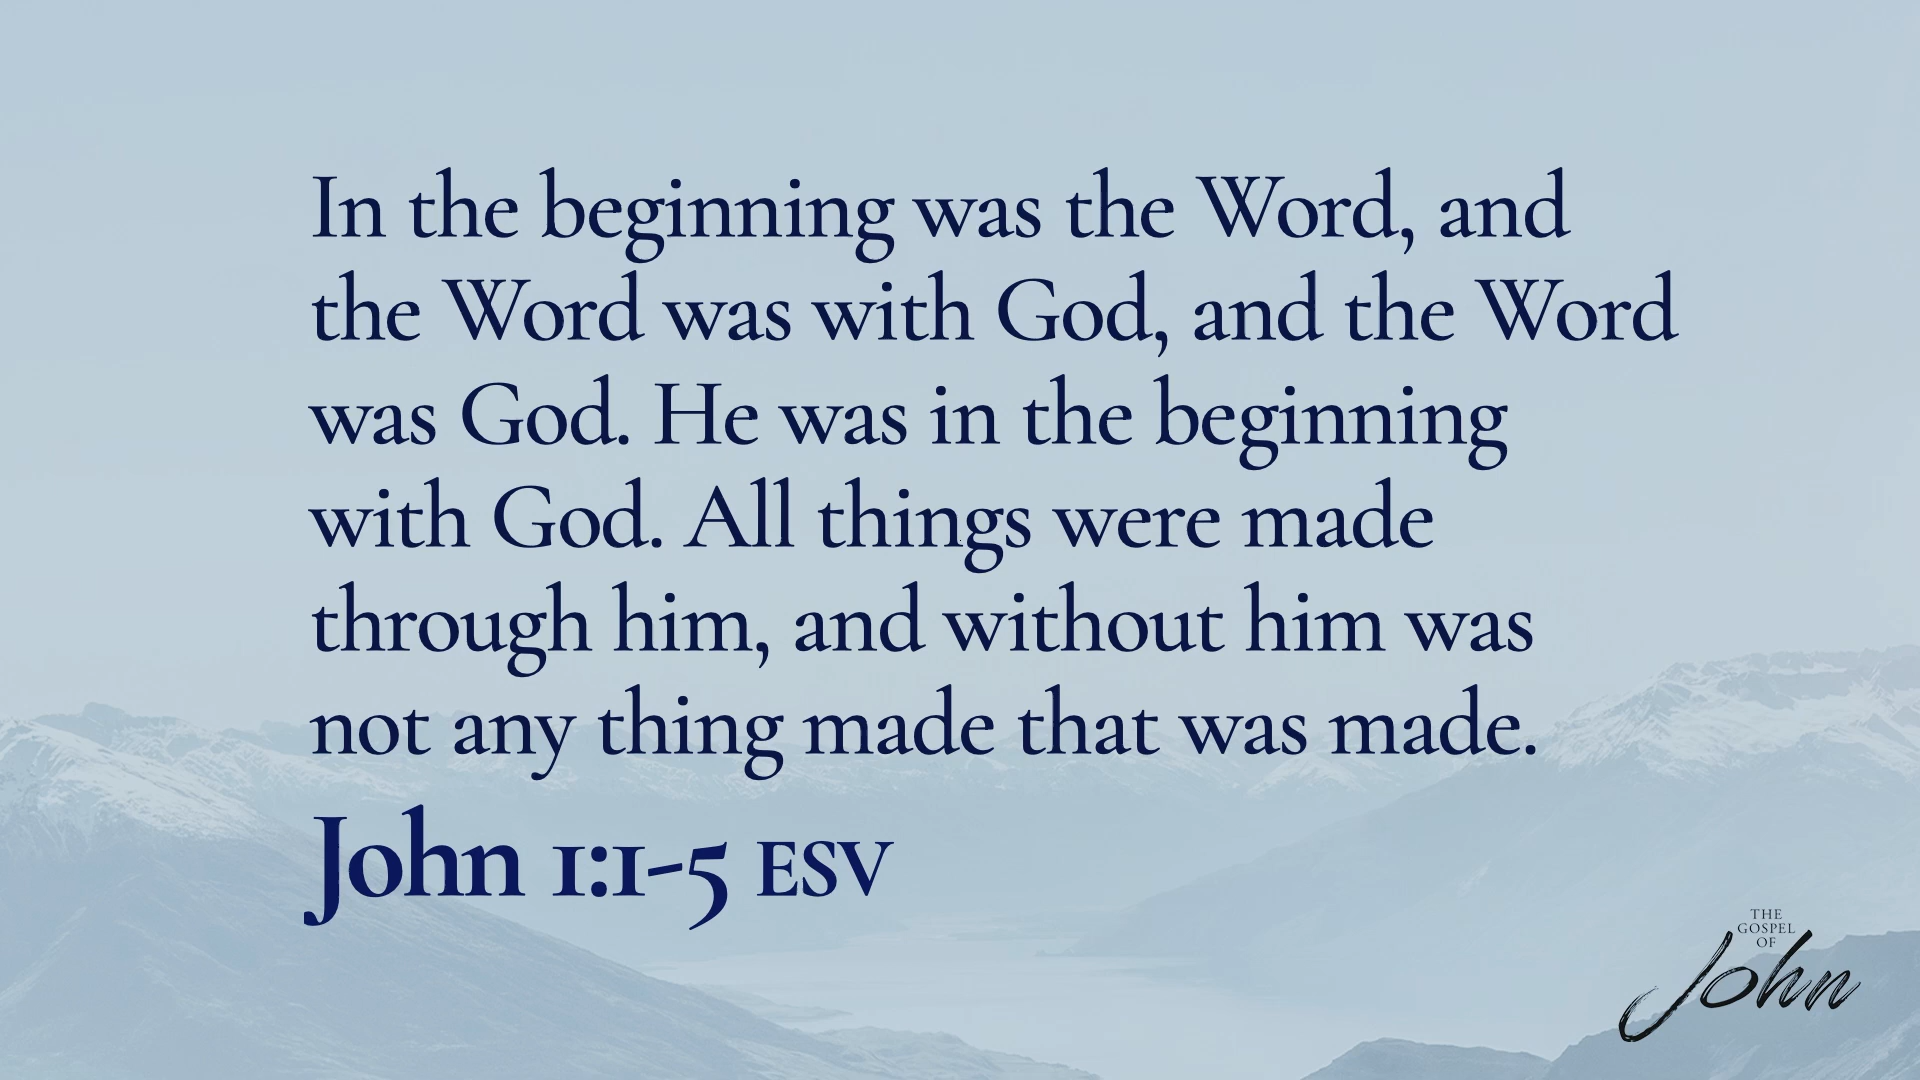 In the beginning was the Word, and
the Word was with God, and the Word
was God. He was in the beginning
with God. All things were made
through him, and without him was
not any thing made that was made.
John 1:1-5 ESV
THE
GOSPEL
OF
John